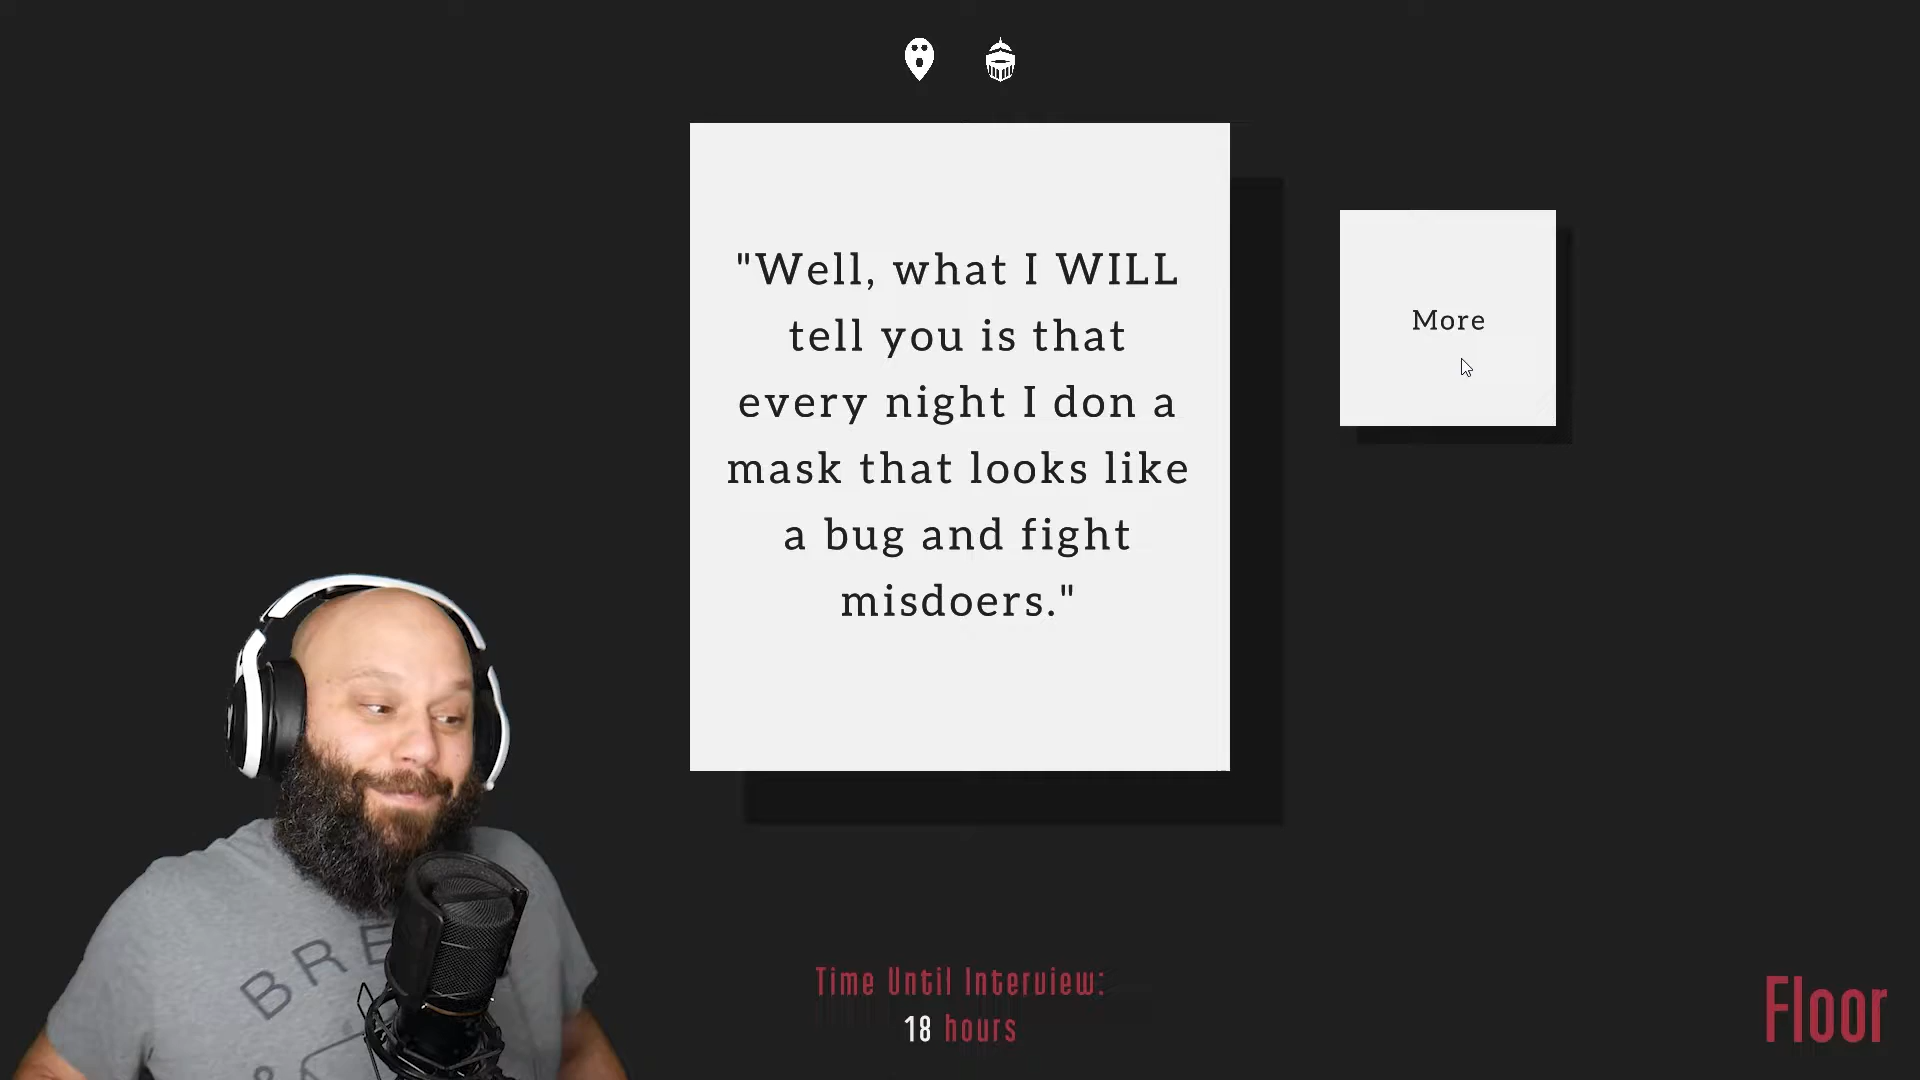 "Well, what I WILL
tell you is that
every night I don a
mask that looks like
a bug and fight
misdoers."
More
BRE
&
Time Until Interview:
18 hours
Floor